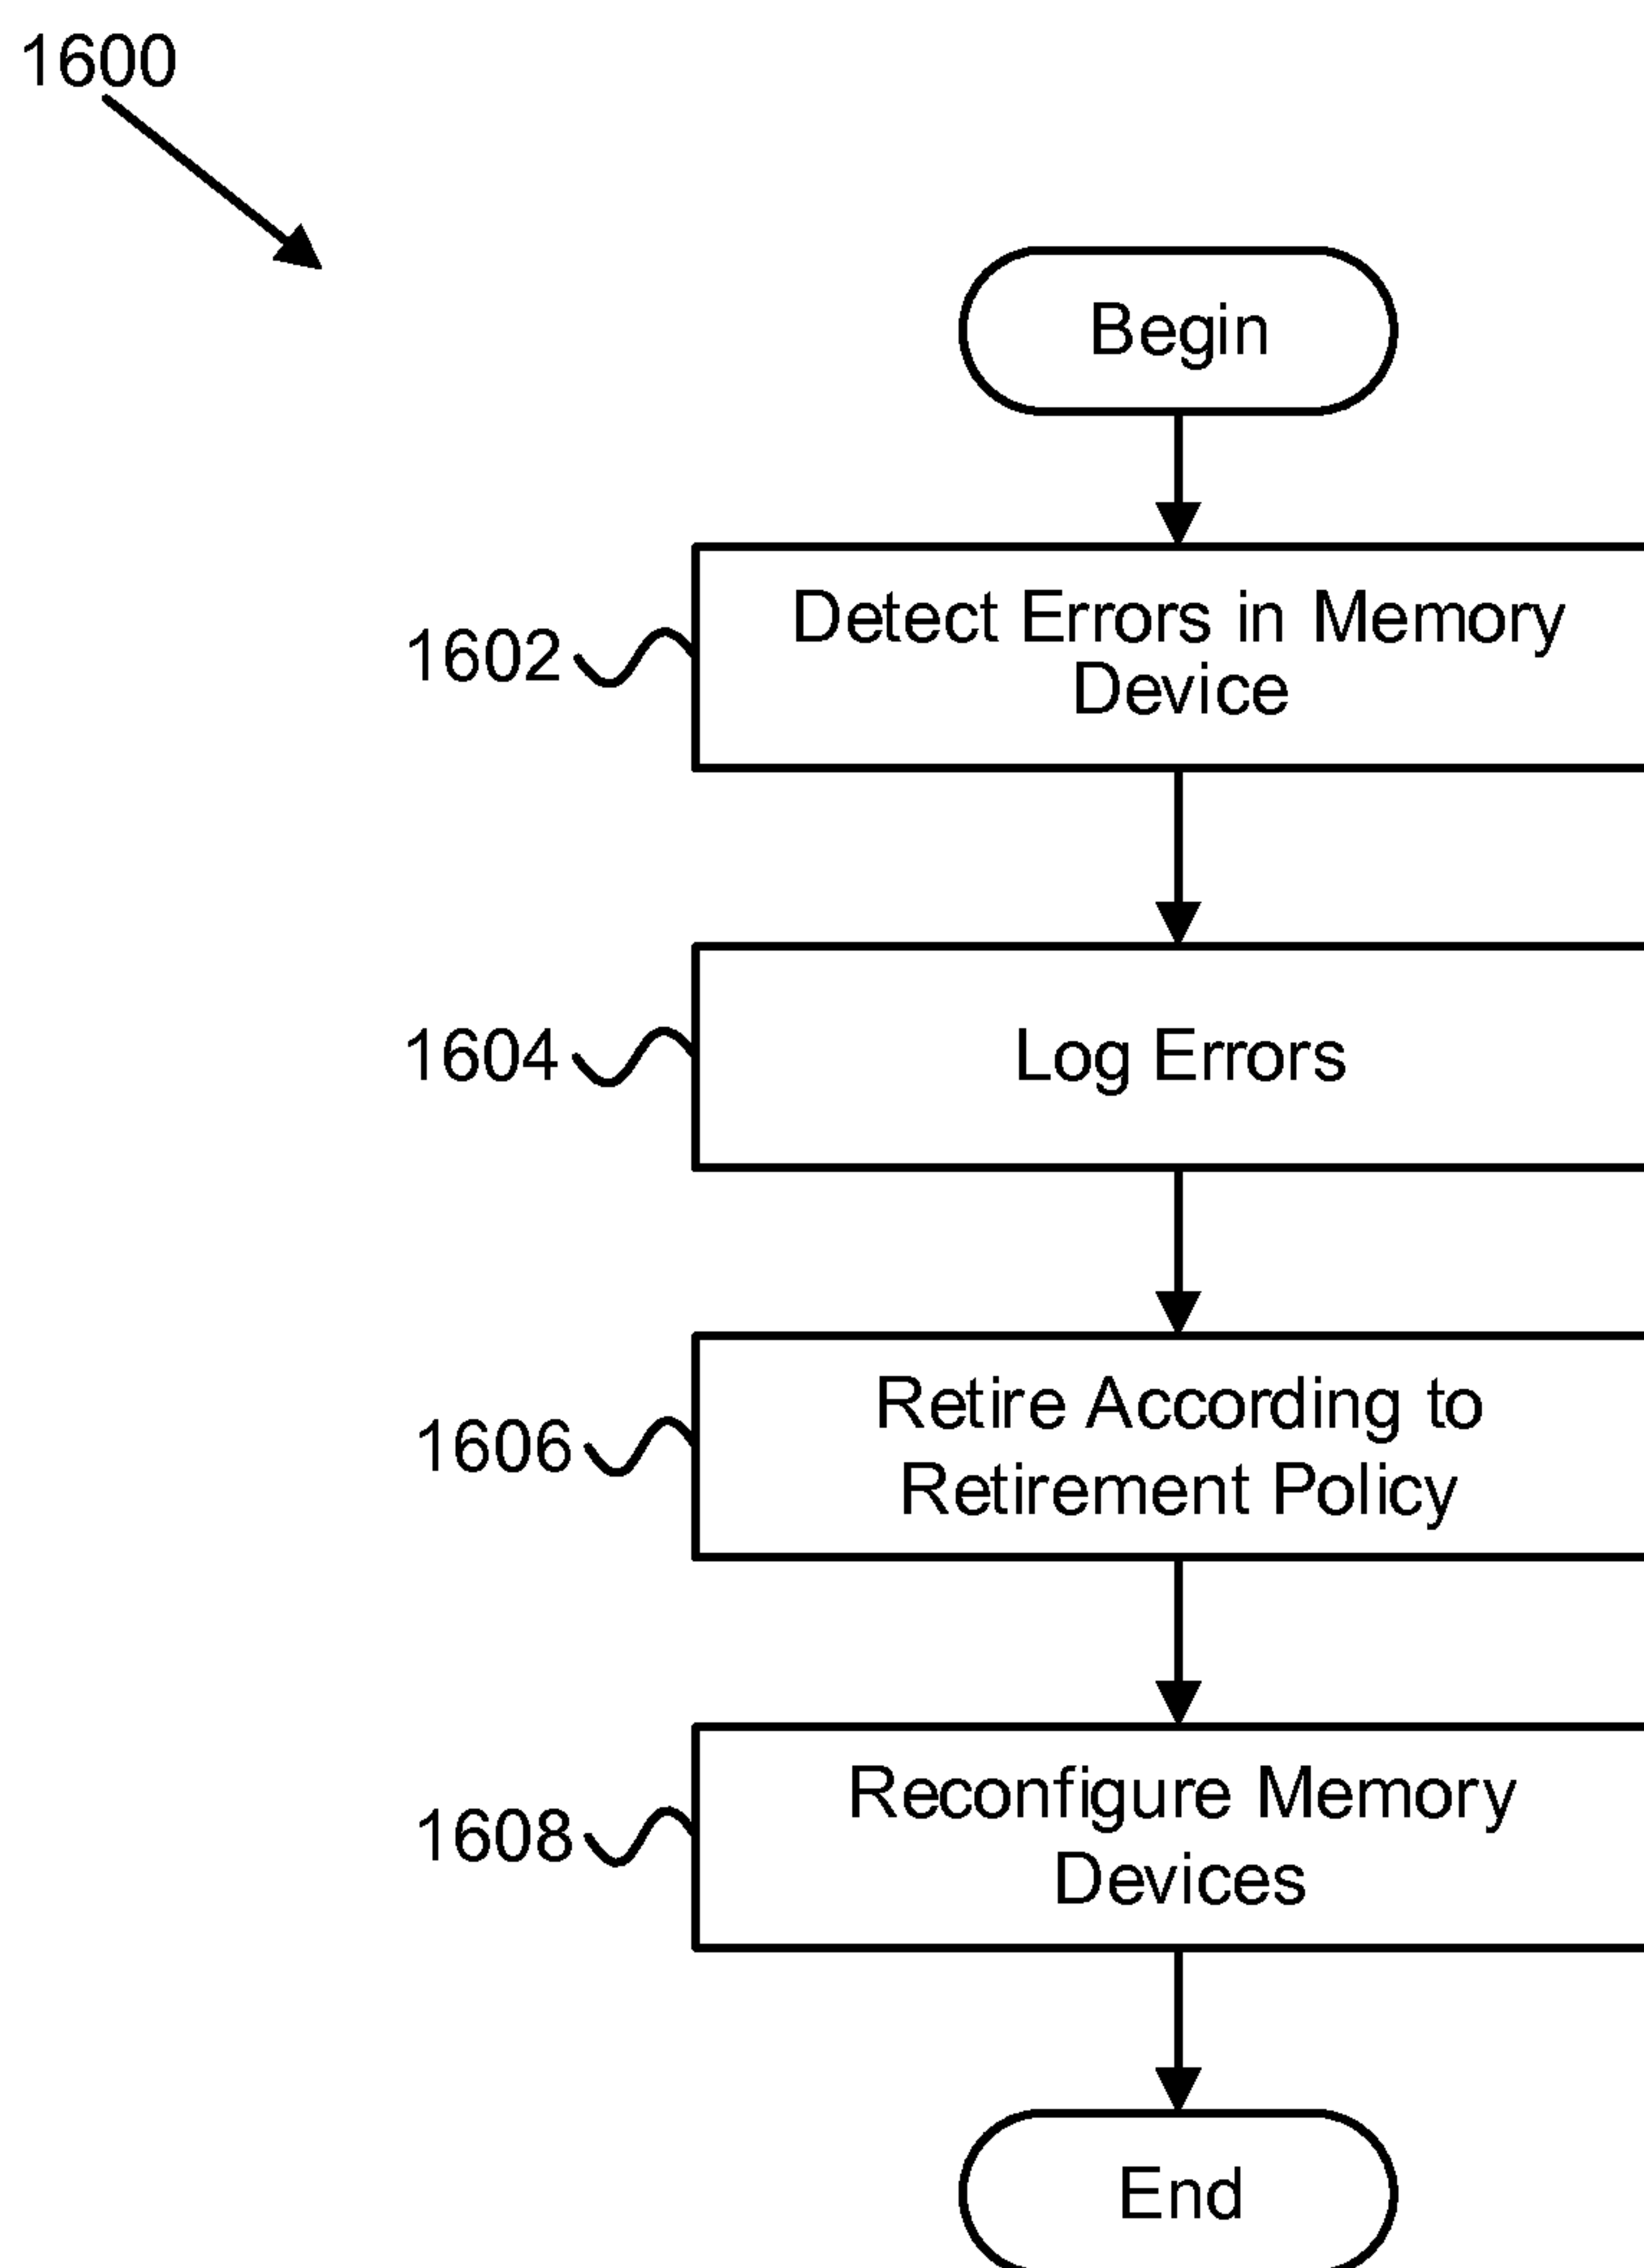 1600
Begin
1602
Detect Errors in Memory
Device
1604
Log Errors
1606
Retire According to
Retirement Policy
1608
Reconfigure Memory
Devices
End